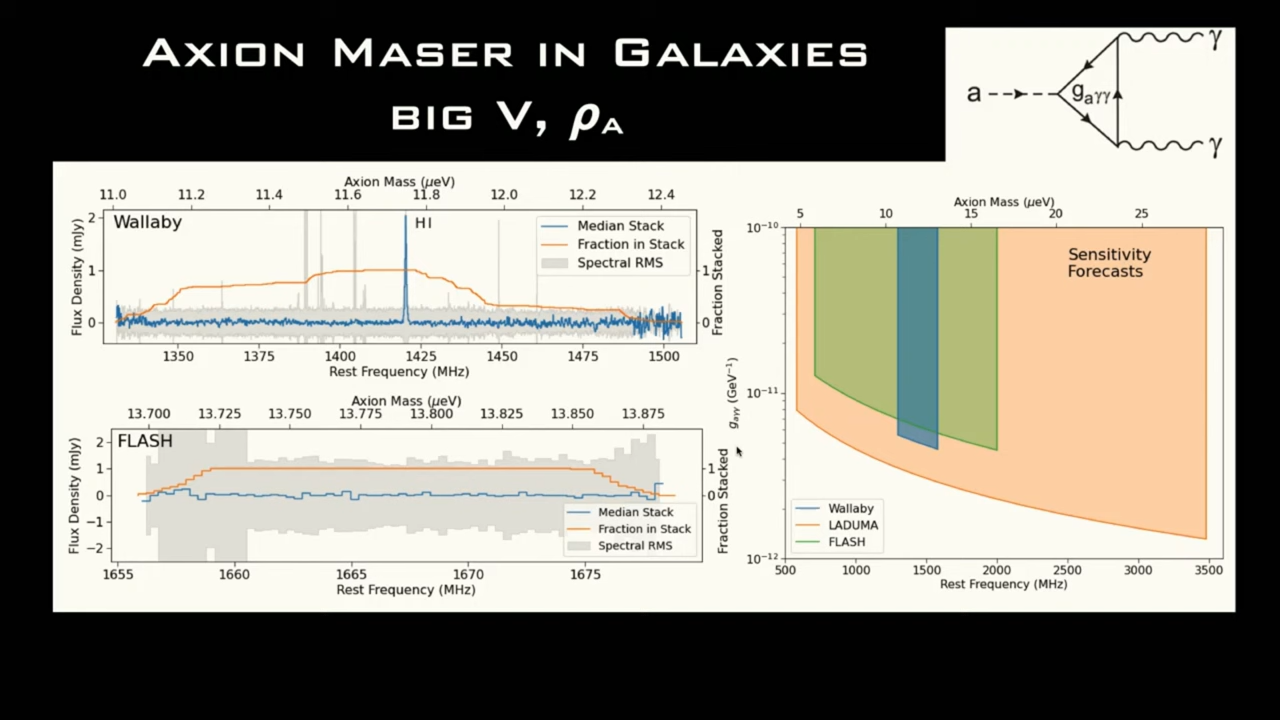 AXION MASER IN GALAXIES
BIG V, ρA
a
gaγγ
γ
γ
Axion Mass (μeV)
11.0 11.2 11.4 11.6 11.8 12.0 12.2 12.4
Wallaby
HI
Median Stack
Fraction in Stack
Spectral RMS
Flux Density (mJy)
2
1
0
Fraction Stacked
1
0
1350 1375 1400 1425 1450 1475 1500
Rest Frequency (MHz)
Axion Mass (μeV)
13.700 13.725 13.750 13.775 13.800 13.825 13.850 13.875
FLASH
Flux Density (mJy)
2
1
0
−1
−2
Fraction Stacked
1
0
Median Stack
Fraction in Stack
Spectral RMS
1655 1660 1665 1670 1675
Rest Frequency (MHz)
Axion Mass (μeV)
5 10 15 20 25
Sensitivity
Forecasts
gaγγ (GeV−1)
10−10
10−11
10−12
Wallaby
LADUMA
FLASH
500 1000 1500 2000 2500 3000 3500
Rest Frequency (MHz)